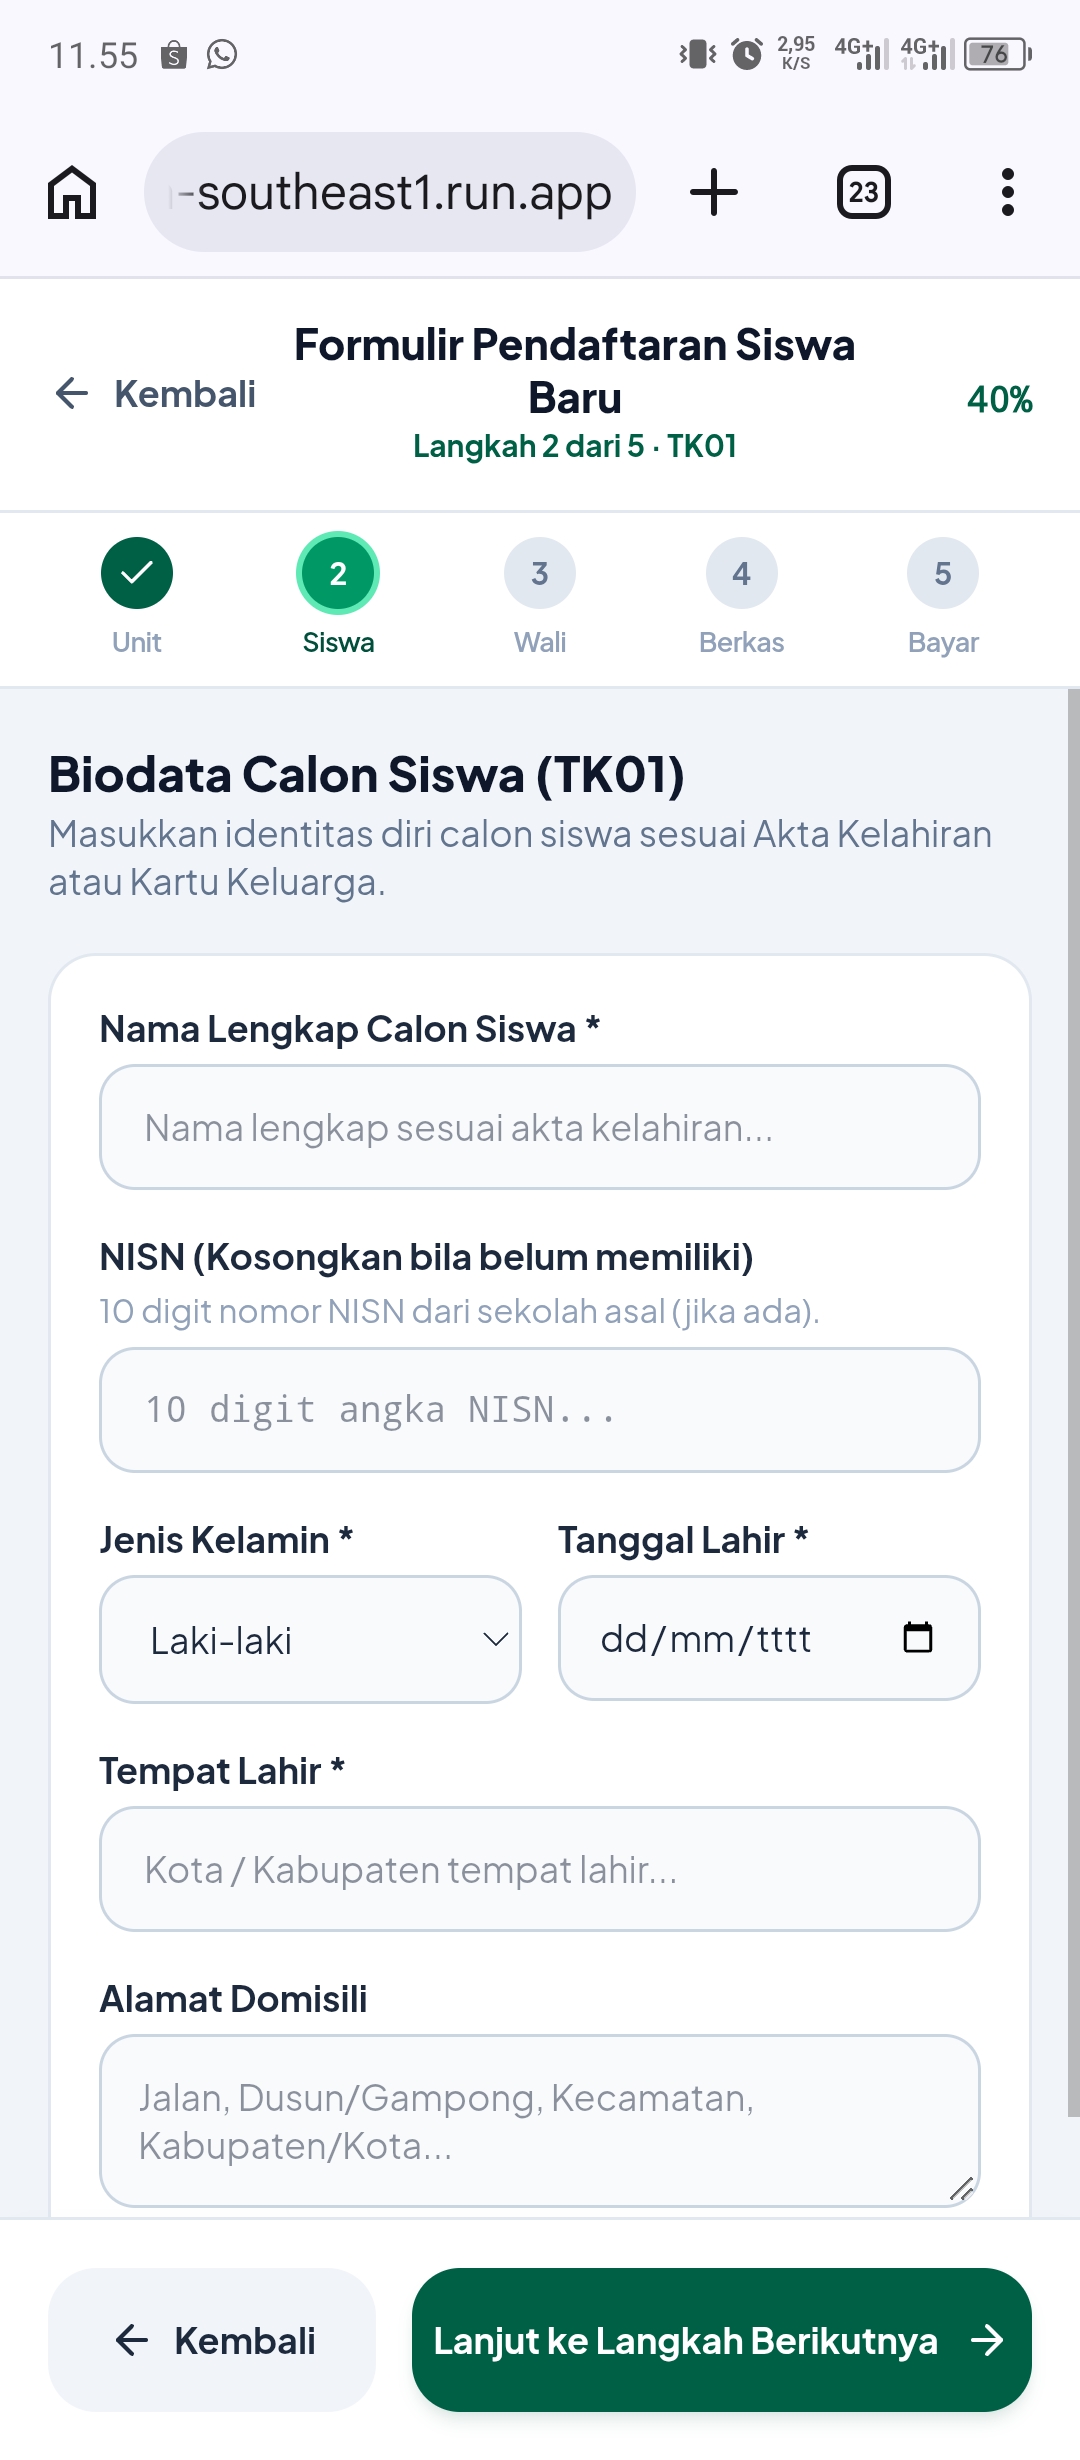 11.55
2,95
K/S
4G+
4G+
76
-southeast1.run.app
23
Formulir Pendaftaran Siswa
Baru
Kembali
40%
Langkah 2 dari 5 · TK01
2
3
4
5
Unit
Siswa
Wali
Berkas
Bayar
Biodata Calon Siswa (TK01)
Masukkan identitas diri calon siswa sesuai Akta Kelahiran
atau Kartu Keluarga.
Nama Lengkap Calon Siswa *
Nama lengkap sesuai akta kelahiran...
NISN (Kosongkan bila belum memiliki)
10 digit nomor NISN dari sekolah asal (jika ada).
10 digit angka NISN...
Jenis Kelamin *
Tanggal Lahir *
Laki-laki
dd/mm/tttt
Tempat Lahir *
Kota / Kabupaten tempat lahir...
Alamat Domisili
Jalan, Dusun/Gampong, Kecamatan,
Kabupaten/Kota...
Kembali
Lanjut ke Langkah Berikutnya